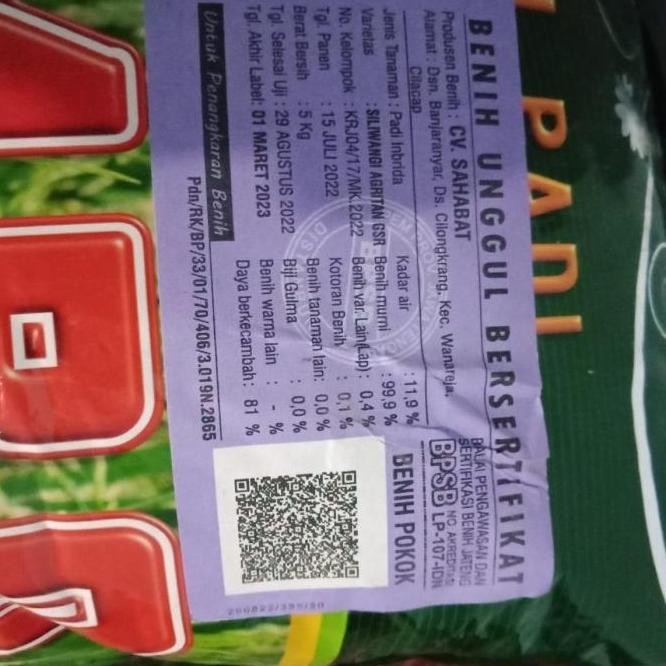 PADI
BENIH UNGGUL BERSERTIFIKAT
Produsen Benih : CV. SAHABAT
Alamat : Dsn. Banjaranyar, Ds. Cilongkrang, Kec. Wanareja,
Cilacap
BALAI PENGAWASAN DAN
SERTIFIKASI BENIH JATENG
BPSB NO AKREDITASI
LP-107-IDN
BENIH POKOK
Jenis Tanaman : Padi Inbrida
Varietas : SILIWANGI AGRITAN GSR
No. Kelompok : KRJ04/17/MK.2022
Tgl. Panen : 15 JULI 2022
Berat Bersih : 5 Kg
Tgl. Selesai Uji : 29 AGUSTUS 2022
Tgl. Akhir Label: 01 MARET 2023
Kadar air : 11,9 %
Benih murni : 99,9 %
Benih var. Lain(Lap) : 0,4 %
Kotoran Benih : 0,1 %
Benih tanaman lain: 0,0 %
Biji Gulma : 0,0 %
Benih warna lain : - %
Daya berkecambah : 81 %
Untuk Penangkaran Benih
Pdn/RK/BP/33/01/70/406/3.019N.2865